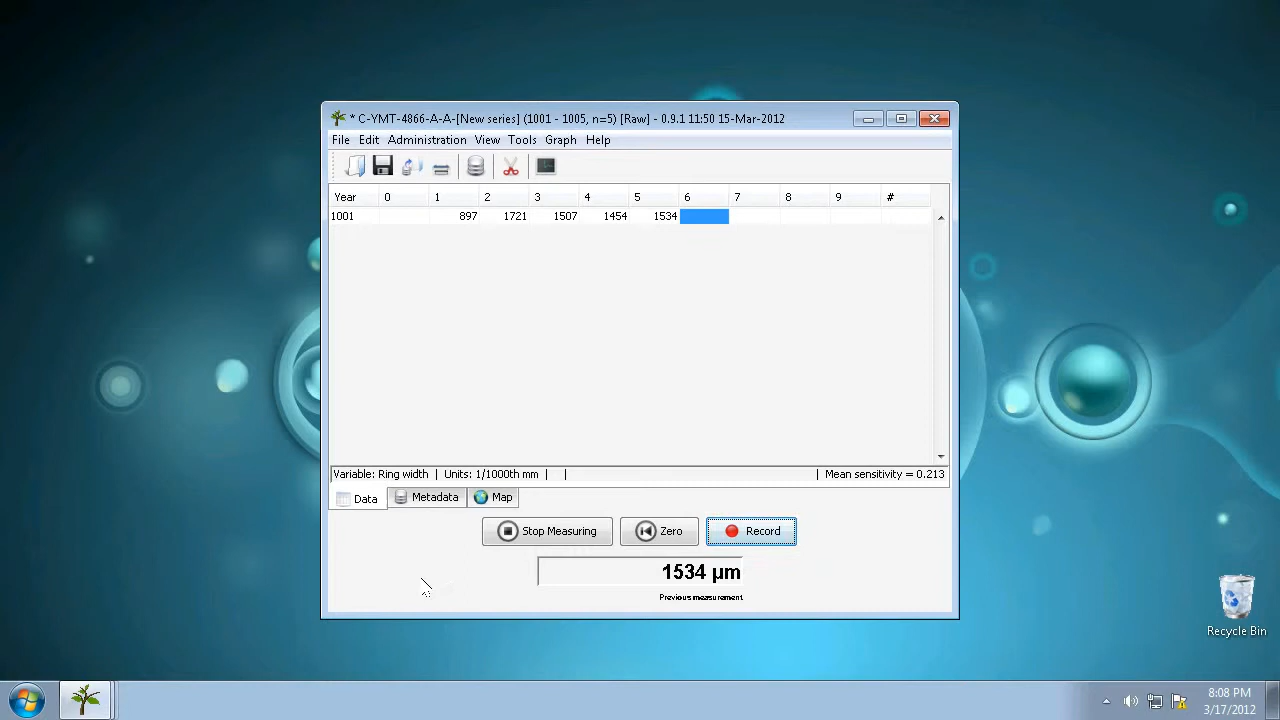 * C-YMT-4866-A-A-[New series] (1001 - 1005, n=5) [Raw] - 0.9.1 11:50 15-Mar-2012
File Edit Administration View Tools Graph Help
Year 0 1 2 3 4 5 6 7 8 9 #
1001 897 1721 1507 1454 1534
Variable: Ring width | Units: 1/1000th mm | | | Mean sensitivity = 0.213
Data Metadata Map
Stop Measuring Zero Record
1534 µm
Previous measurement
Recycle Bin
8:08 PM
3/17/2012